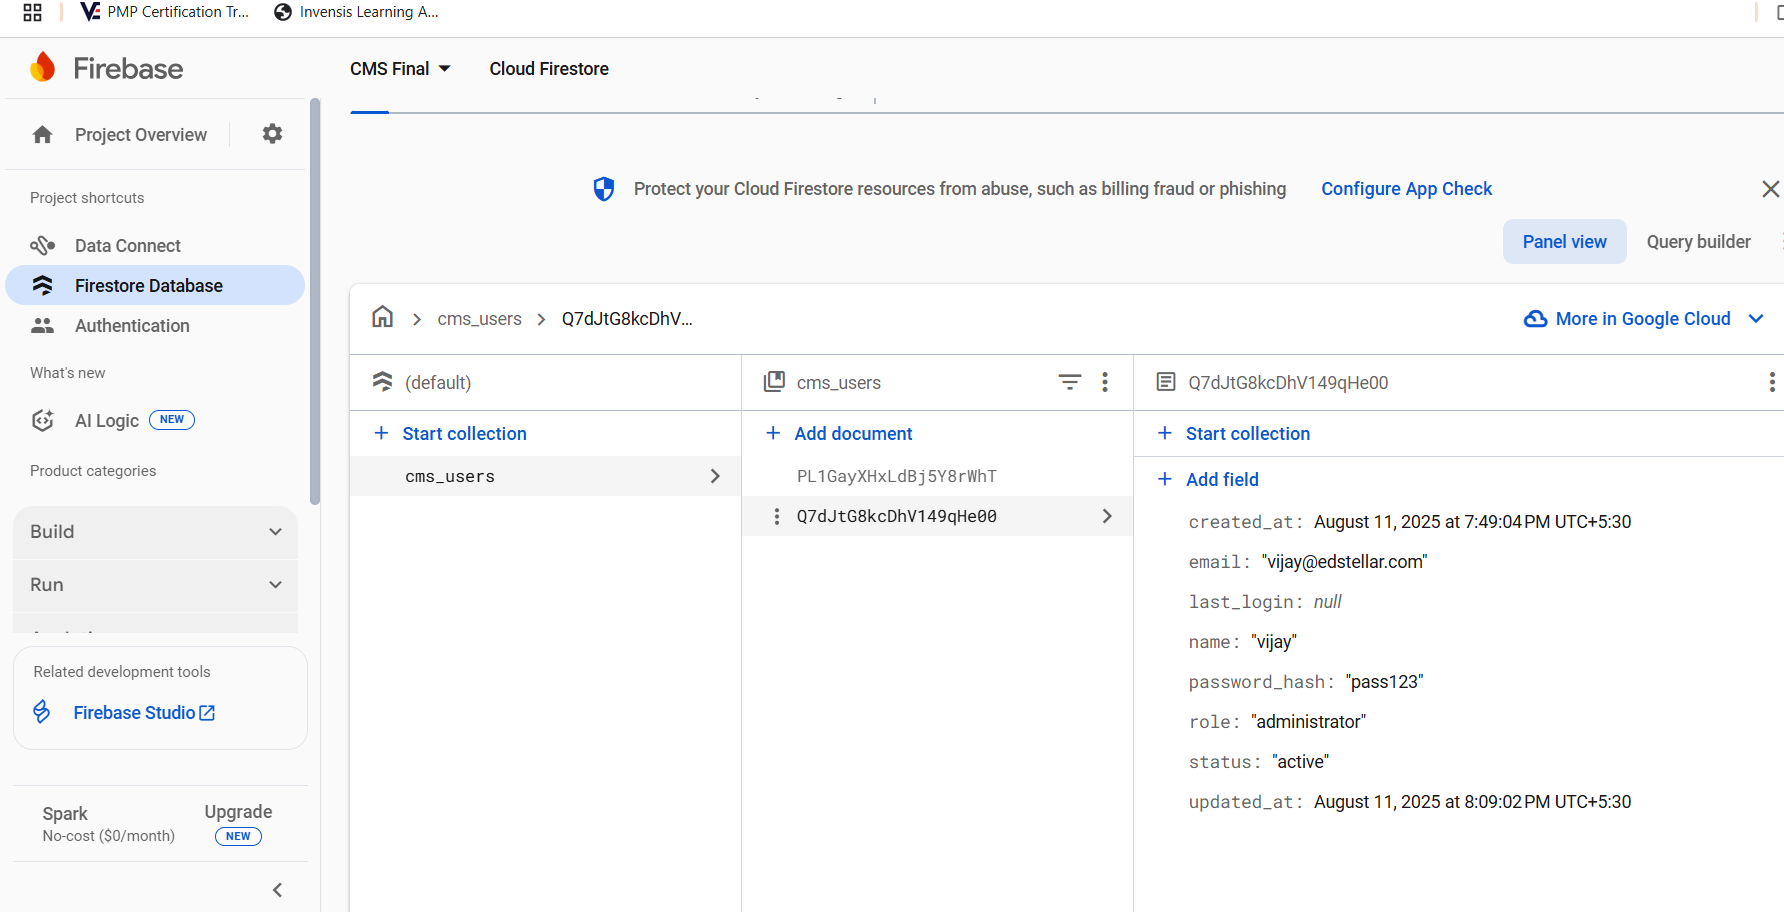 PMP Certification Tr...
Invensis Learning A...
Firebase
CMS Final
Cloud Firestore
Project Overview
Protect your Cloud Firestore resources from abuse, such as billing fraud or phishing
Configure App Check
Project shortcuts
Data Connect
Panel view
Query builder
Firestore Database
Authentication
cms_users
Q7dJtG8kcDhV...
More in Google Cloud
What's new
AI Logic
NEW
Product categories
Build
Run
(default)
+ Start collection
cms_users
cms_users
+ Add document
PL1GayXHxLdBj5Y8rWhT
Q7dJtG8kcDhV149qHe00
Q7dJtG8kcDhV149qHe00
+ Start collection
+ Add field
created_at: August 11, 2025 at 7:49:04 PM UTC+5:30
email: "vijay@edstellar.com"
last_login: null
name: "vijay"
password_hash: "pass123"
role: "administrator"
status: "active"
updated_at: August 11, 2025 at 8:09:02 PM UTC+5:30
Related development tools
Firebase Studio
Spark
No-cost ($0/month)
Upgrade
NEW